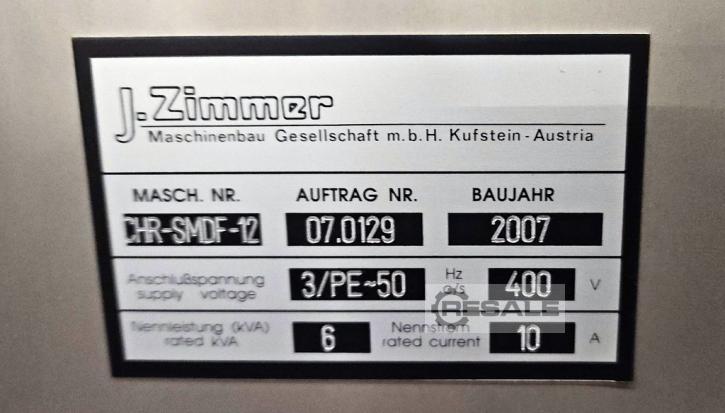 J.Zimmer
Maschinenbau Gesellschaft m.b.H. Kufstein-Austria
MASCH. NR. AUFTRAG NR. BAUJAHR
CHR-SMDF-12 07.0129 2007
Anschlußspannung Hz
3/PE~50 400 V
supply voltage c/s
RESALE
Nennleistung (kVA) Nennstrom
6 10 A
rated kVA rated current